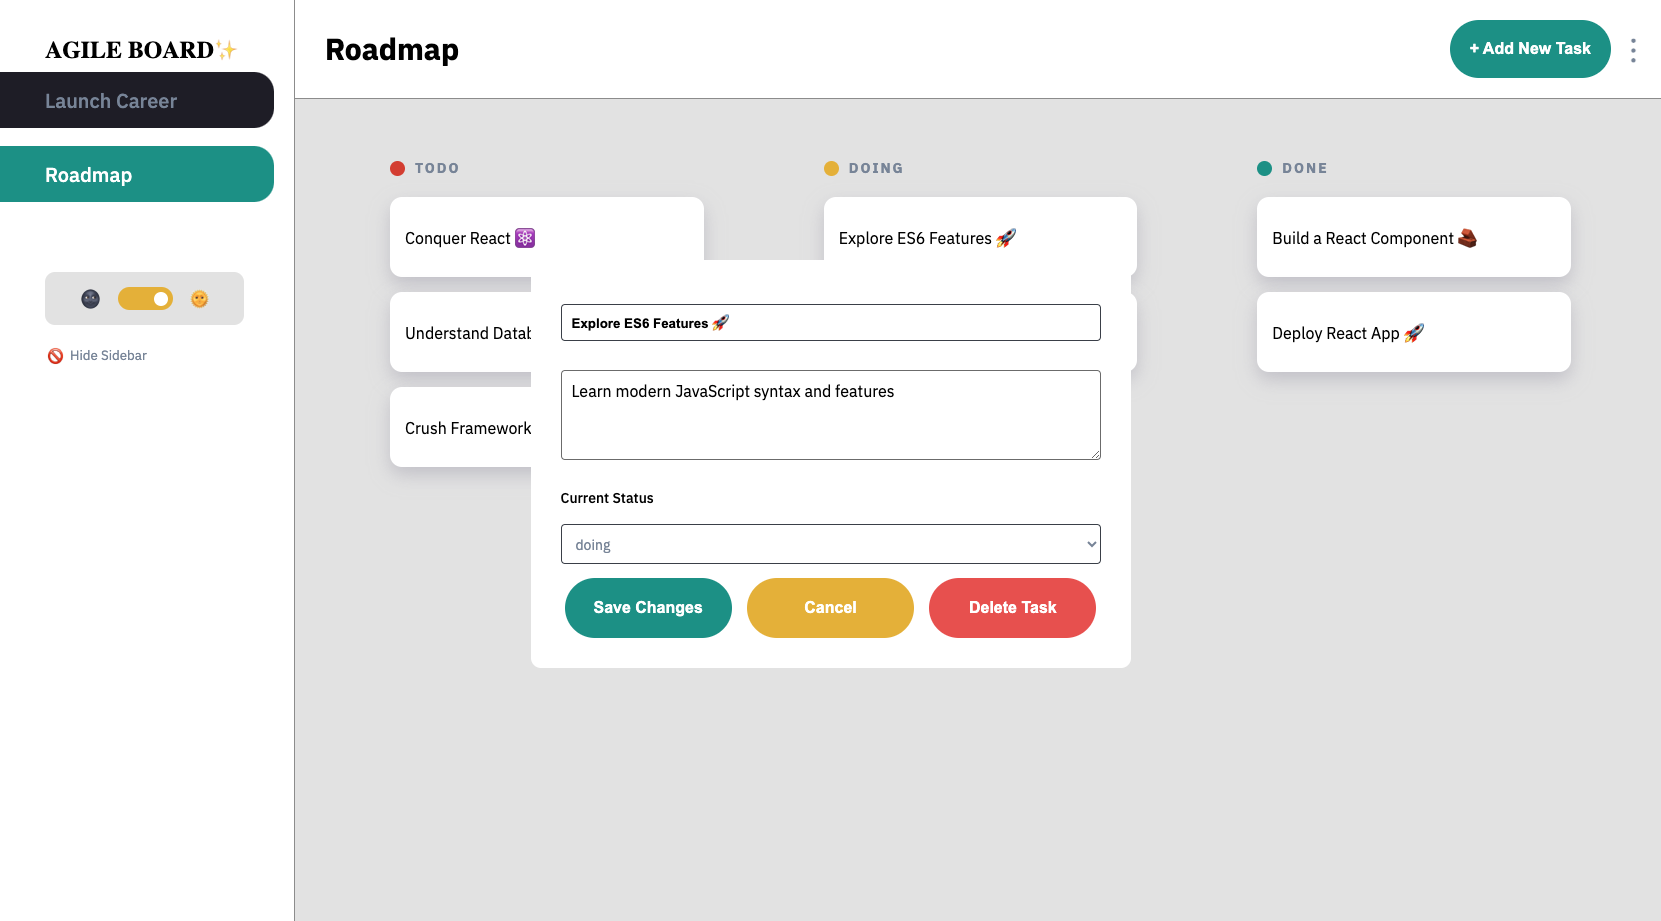 AGILE BOARD✨
Launch Career
Roadmap
Hide Sidebar
Roadmap
+ Add New Task
TODO
Conquer React ⚛️
Understand Datab
Crush Framework
DOING
Explore ES6 Features 🚀
DONE
Build a React Component
Deploy React App 🚀
Explore ES6 Features 🚀
Learn modern JavaScript syntax and features
Current Status
doing
Save Changes
Cancel
Delete Task